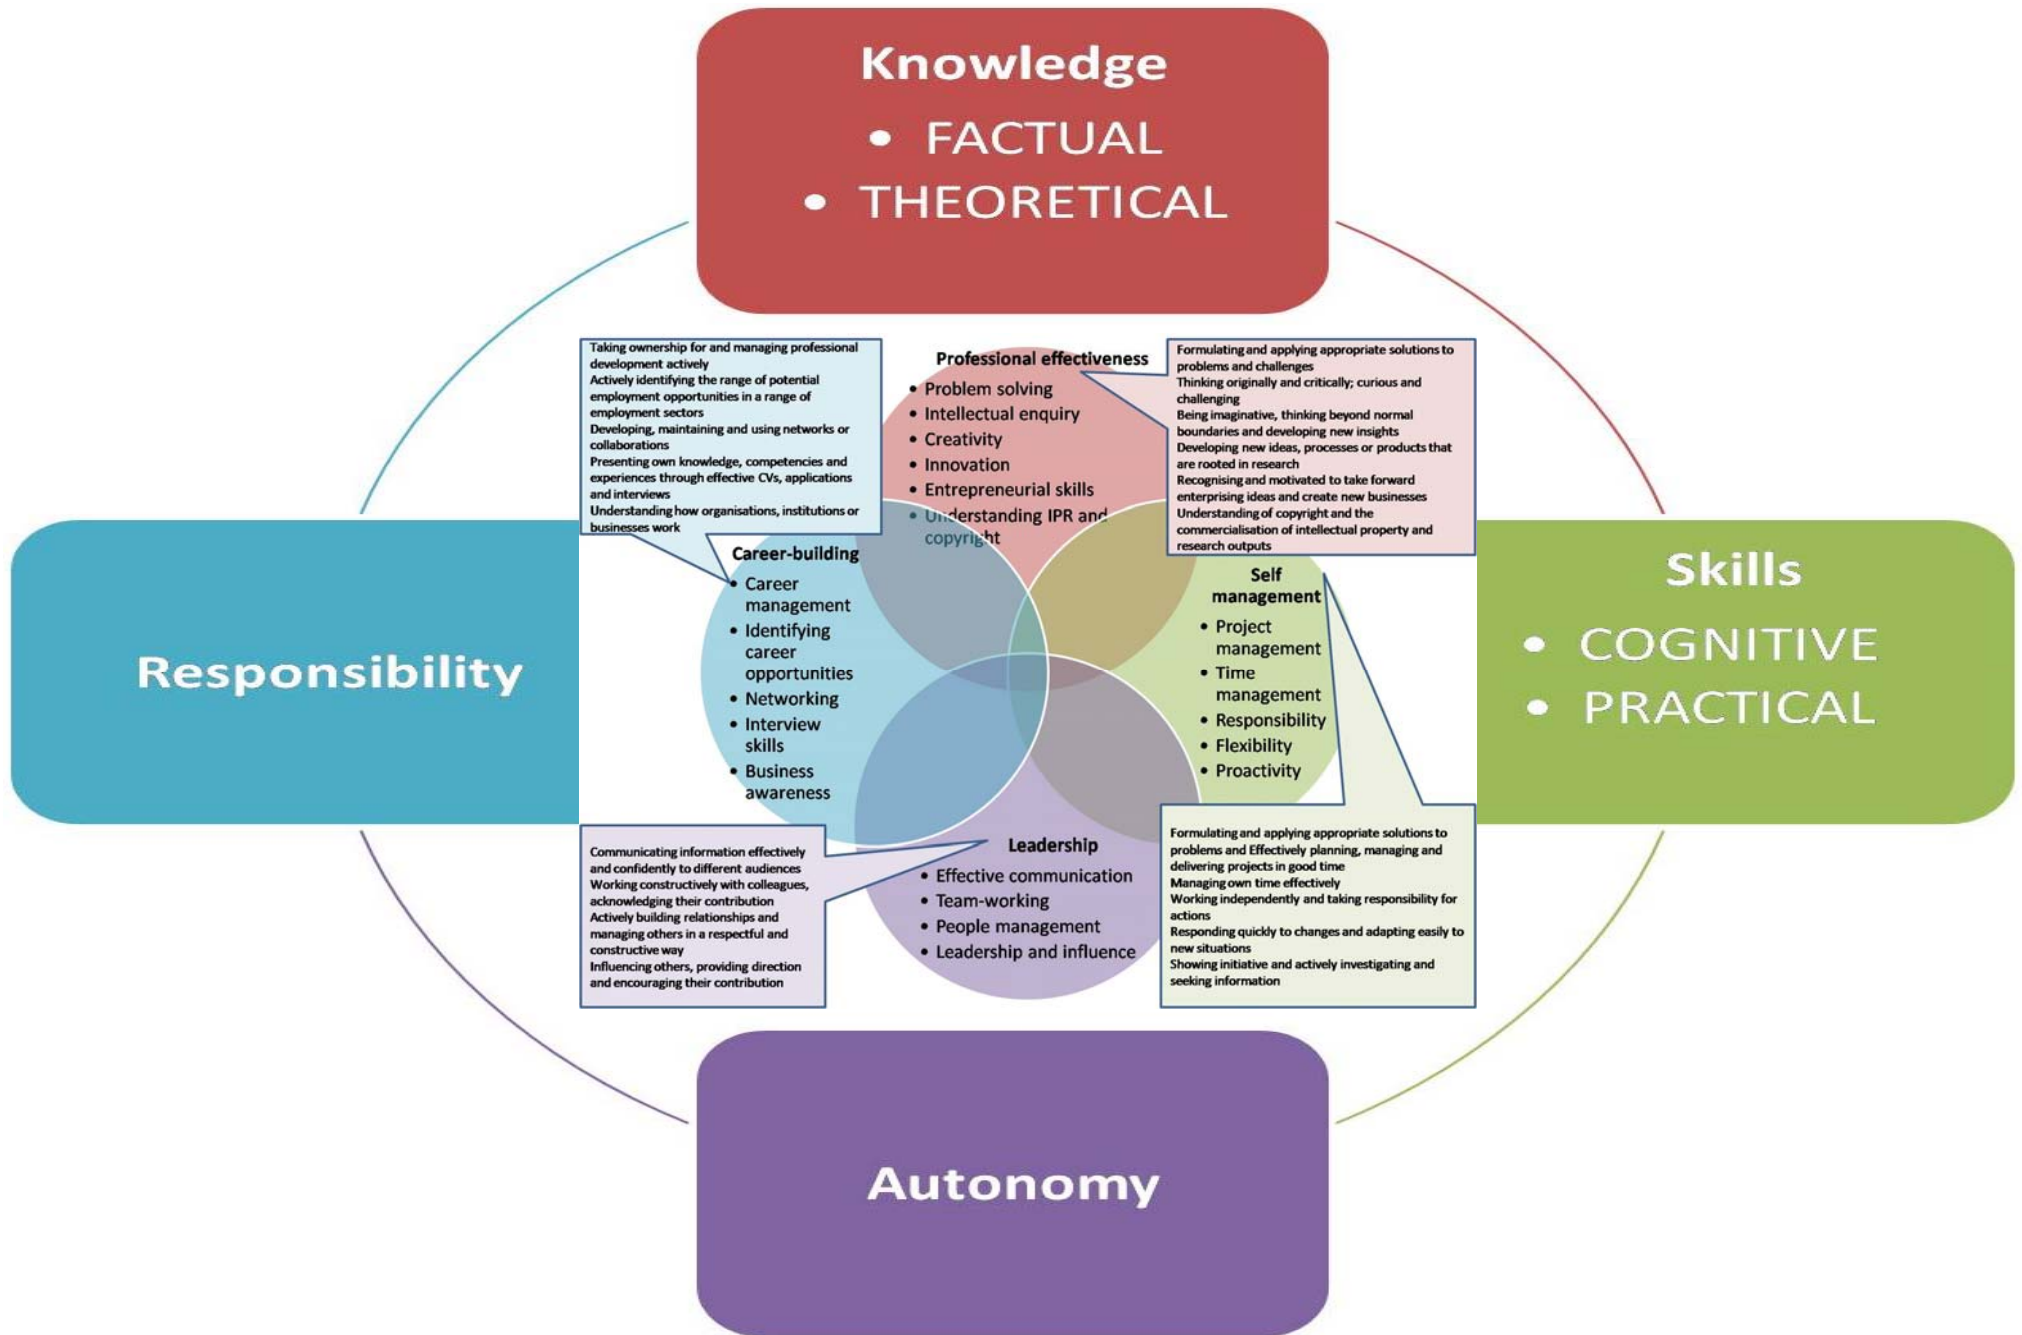 Knowledge
• FACTUAL
• THEORETICAL
Taking ownership for and managing professional
development actively
Actively identifying the range of potential
employment opportunities in a range of
employment sectors
Developing, maintaining and using networks or
collaborations
Presenting own knowledge, competencies and
experiences through effective CVs, applications
and interviews
Understanding how organisations, institutions or
businesses work
Professional effectiveness
• Problem solving
• Intellectual enquiry
• Creativity
• Innovation
• Entrepreneurial skills
• Understanding IPR and
copyright
Formulating and applying appropriate solutions to
problems and challenges
Thinking originally and critically; curious and
challenging
Being imaginative, thinking beyond normal
boundaries and developing new insights
Developing new ideas, processes or products that
are rooted in research
Recognising and motivated to take forward
enterprising ideas and create new businesses
Understanding of copyright and the
commercialisation of intellectual property and
research outputs
Responsibility
Career-building
• Career
management
• Identifying
career
opportunities
• Networking
• Interview
skills
• Business
awareness
Self
management
• Project
management
• Time
management
• Responsibility
• Flexibility
• Proactivity
Skills
• COGNITIVE
• PRACTICAL
Communicating information effectively
and confidently to different audiences
Working constructively with colleagues,
acknowledging their contribution
Actively building relationships and
managing others in a respectful and
constructive way
Influencing others, providing direction
and encouraging their contribution
Leadership
• Effective communication
• Team-working
• People management
• Leadership and influence
Formulating and applying appropriate solutions to
problems and Effectively planning, managing and
delivering projects in good time
Managing own time effectively
Working independently and taking responsibility for
actions
Responding quickly to changes and adapting easily to
new situations
Showing initiative and actively investigating and
seeking information
Autonomy